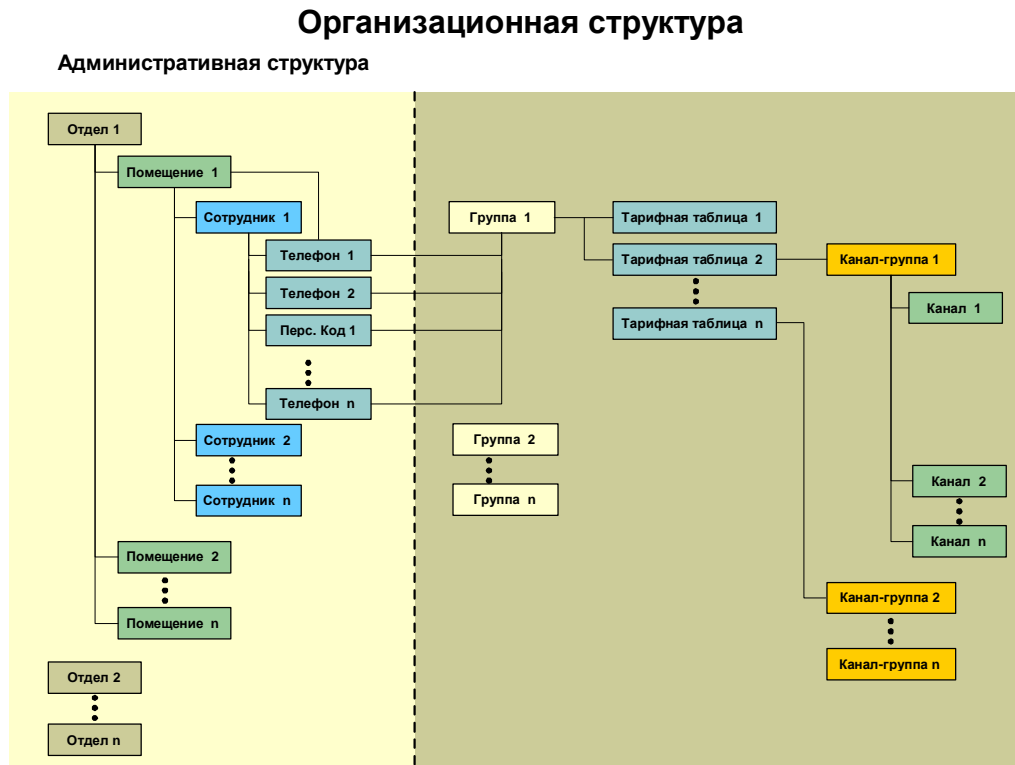 Организационная структура
Административная структура
Отдел 1
Помещение 1
Сотрудник 1
Телефон 1
Телефон 2
Перс. Код 1
Телефон n
Сотрудник 2
Сотрудник n
Помещение 2
Помещение n
Отдел 2
Отдел n
Группа 1
Группа 2
Группа n
Тарифная таблица 1
Тарифная таблица 2
Тарифная таблица n
Канал-группа 1
Канал 1
Канал 2
Канал n
Канал-группа 2
Канал-группа n